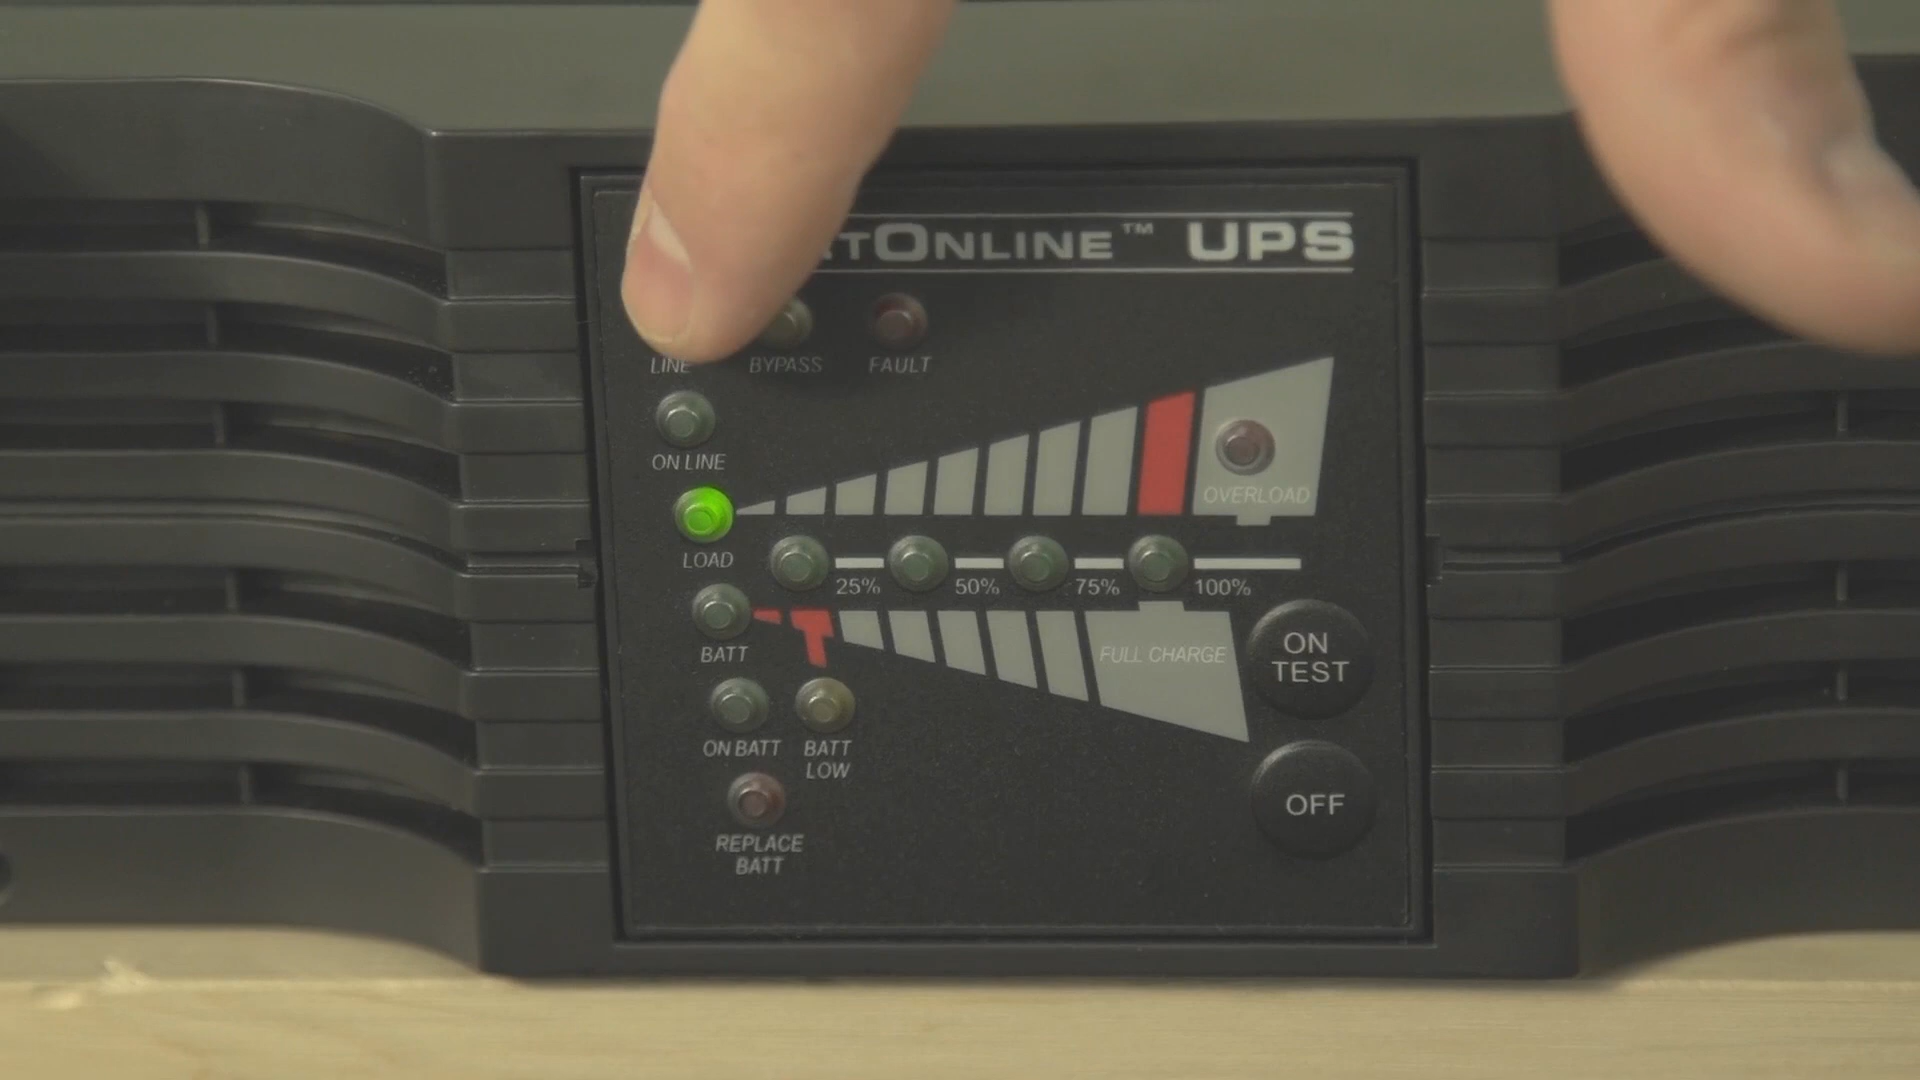 TONLINE™ UPS
LINE BYPASS FAULT
ON LINE
OVERLOAD
LOAD
25% 50% 75% 100%
BATT
FULL CHARGE
ON
TEST
ON BATT
BATT
LOW
OFF
REPLACE
BATT